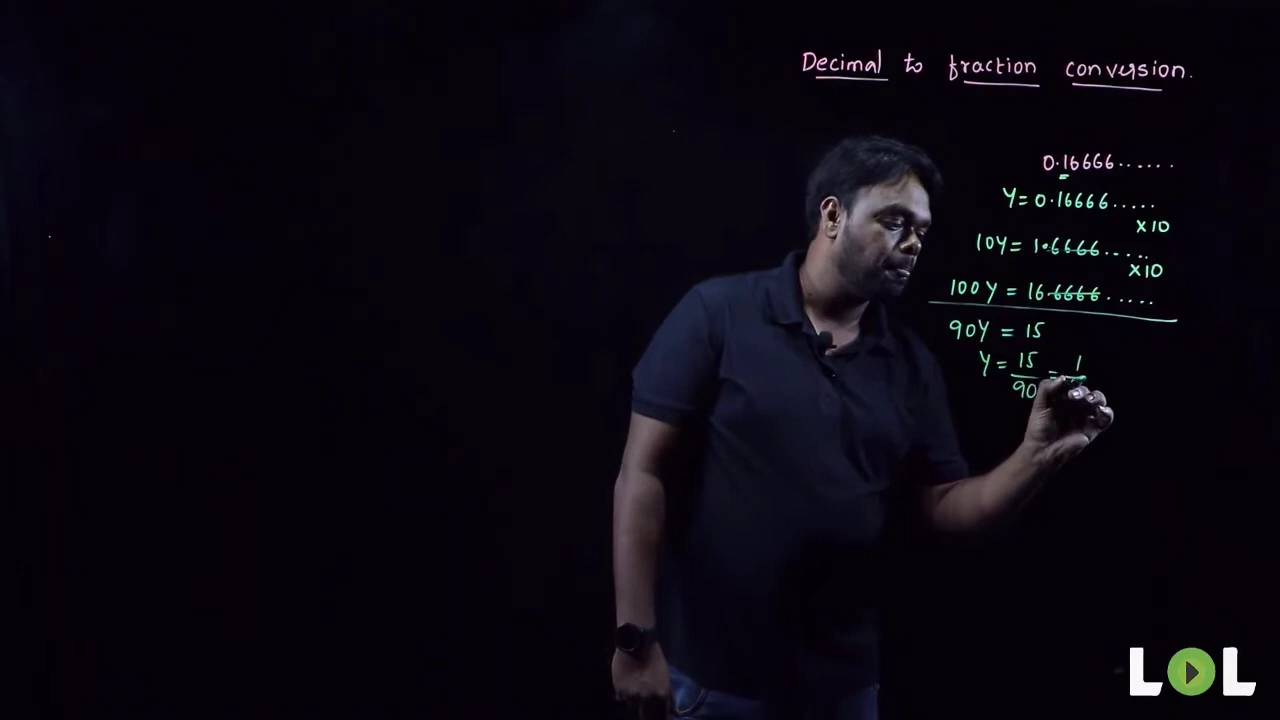 Decimal to fraction conversion.
0.16666......
Y = 0.16666.....
×10
10Y = 1.6666.....
×10
100Y = 16.6666.....
90Y = 15
Y = 15/90 = 1/
LOL